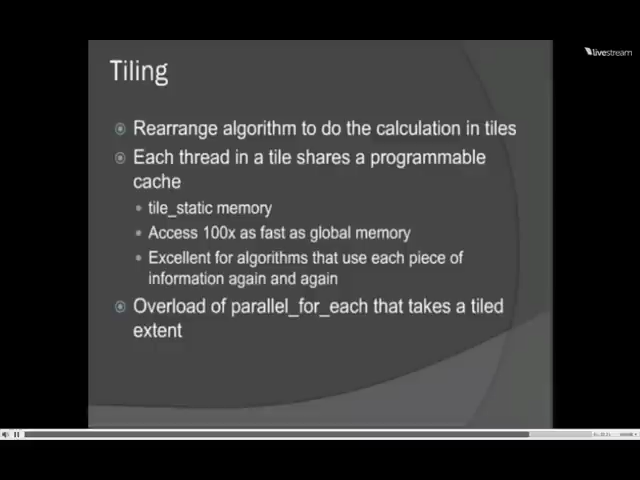 livestream
Tiling
Rearrange algorithm to do the calculation in tiles
Each thread in a tile shares a programmable
cache
tile_static memory
Access 100x as fast as global memory
Excellent for algorithms that use each piece of
information again and again
Overload of parallel_for_each that takes a tiled
extent